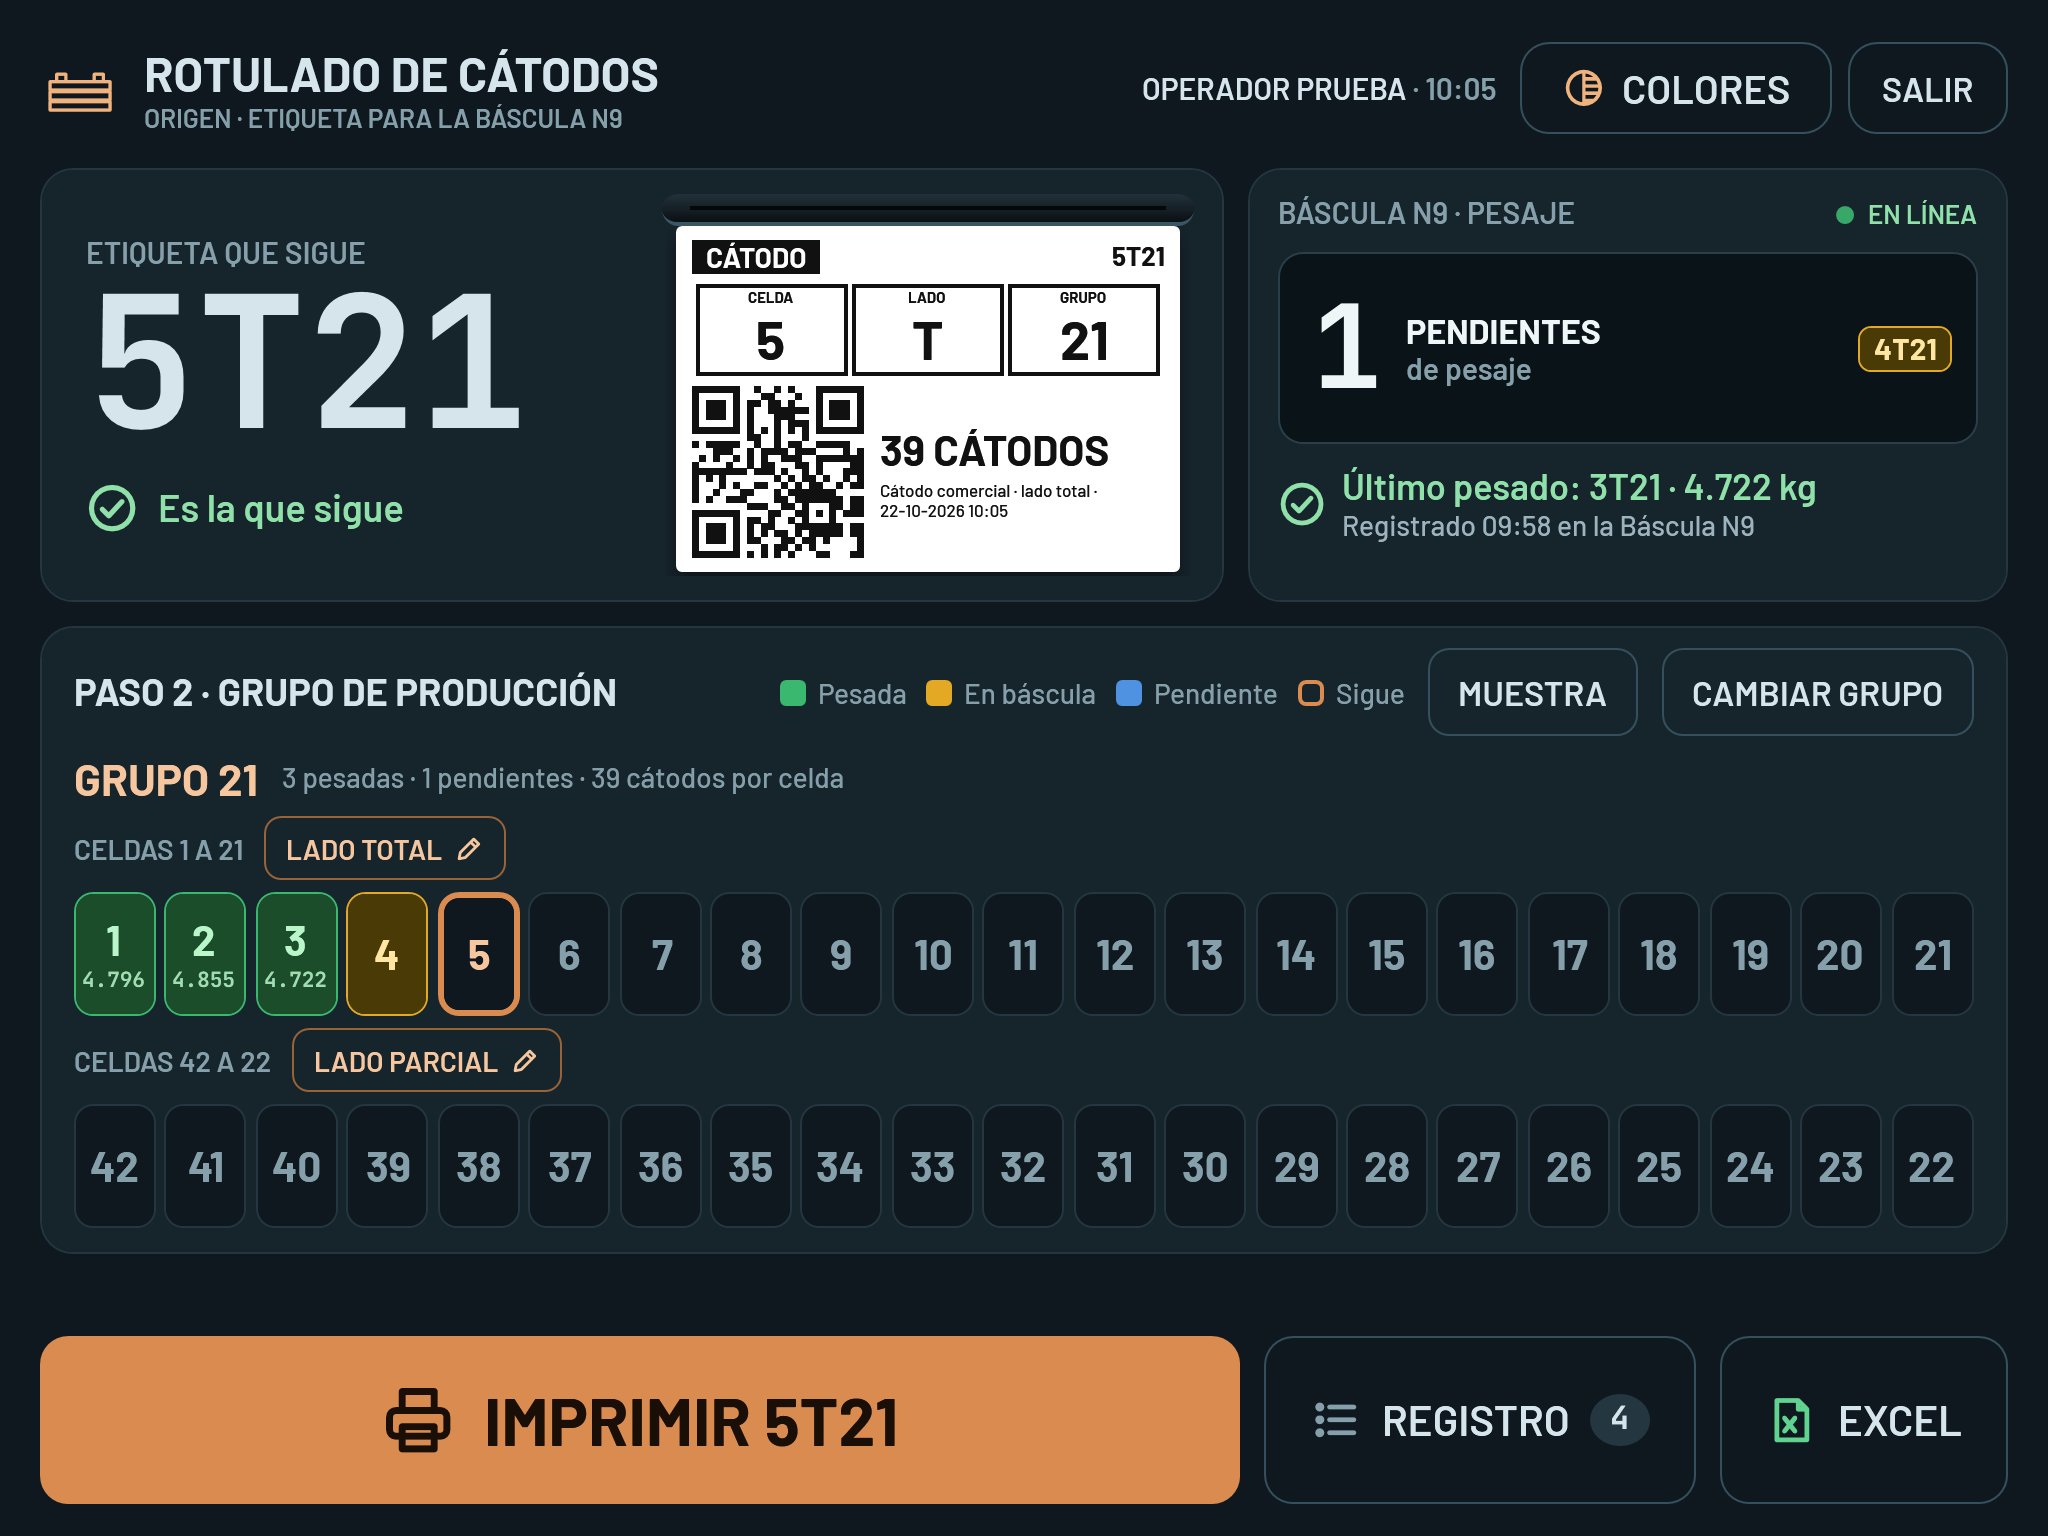 ROTULADO DE CÁTODOS
ORIGEN · ETIQUETA PARA LA BÁSCULA N9
OPERADOR PRUEBA · 10:05
COLORES
SALIR
ETIQUETA QUE SIGUE
5T21
Es la que sigue
CÁTODO
5T21
CELDA
5
LADO
T
GRUPO
21
39 CÁTODOS
Cátodo comercial · lado total ·
22-10-2026 10:05
BÁSCULA N9 · PESAJE
EN LÍNEA
1
PENDIENTES
de pesaje
4T21
Último pesado: 3T21 · 4.722 kg
Registrado 09:58 en la Báscula N9
PASO 2 · GRUPO DE PRODUCCIÓN
Pesada
En báscula
Pendiente
Sigue
MUESTRA
CAMBIAR GRUPO
GRUPO 21
3 pesadas · 1 pendientes · 39 cátodos por celda
CELDAS 1 A 21
LADO TOTAL
1 2 3 4 5 6 7 8 9 10 11 12 13 14 15 16 17 18 19 20 21
4.796 4.855 4.722
CELDAS 42 A 22
LADO PARCIAL
42 41 40 39 38 37 36 35 34 33 32 31 30 29 28 27 26 25 24 23 22
IMPRIMIR 5T21
REGISTRO 4
EXCEL